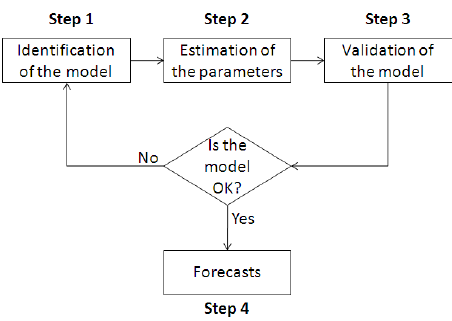 Step 1
Step 2
Step 3
Identification
of the model
Estimation of
the parameters
Validation of
the model
Is the
model
OK?
No
Yes
Forecasts
Step 4